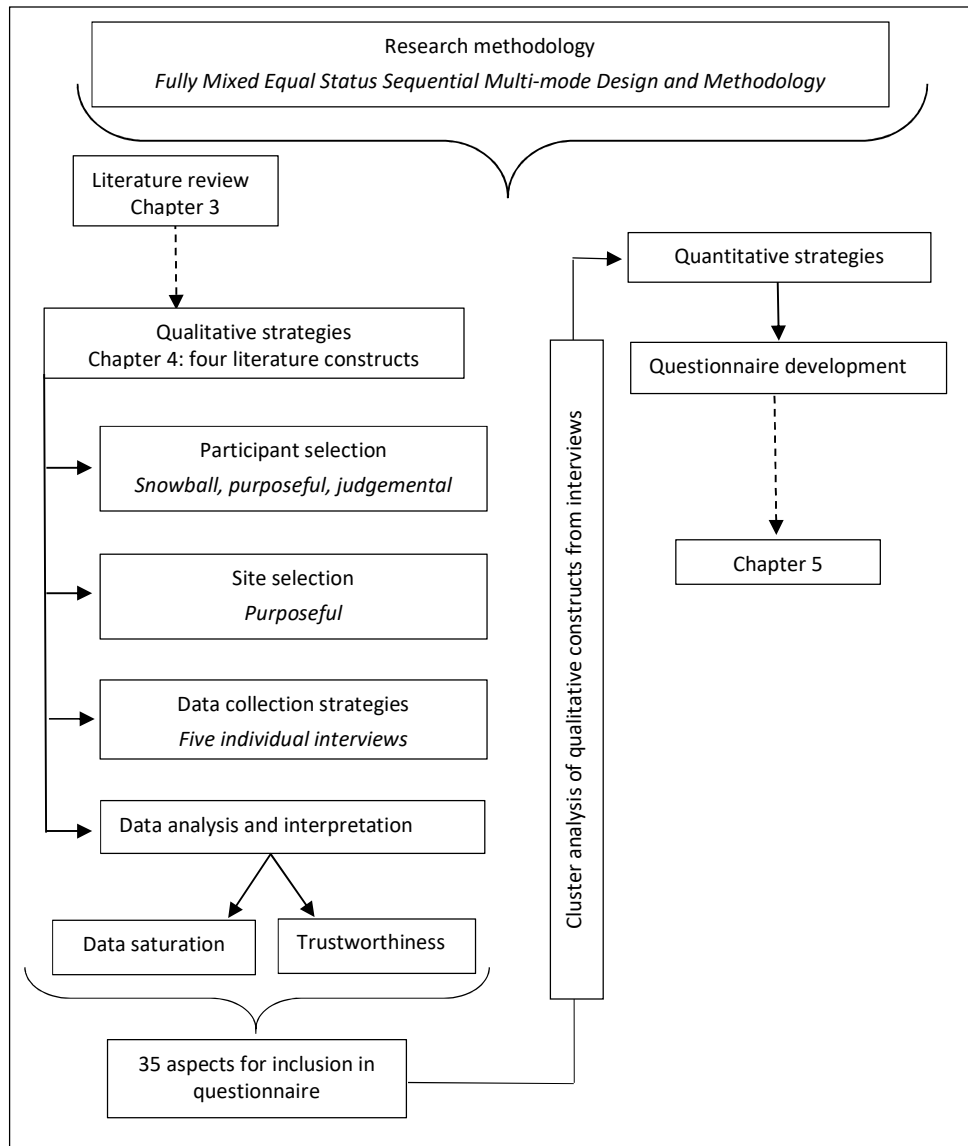 Research methodology
Fully Mixed Equal Status Sequential Multi-mode Design and Methodology
Literature review
Chapter 3
Qualitative strategies
Chapter 4: four literature constructs
Participant selection
Snowball, purposeful, judgemental
Site selection
Purposeful
Data collection strategies
Five individual interviews
Data analysis and interpretation
Data saturation
Trustworthiness
35 aspects for inclusion in
questionnaire
Cluster analysis of qualitative constructs from interviews
Quantitative strategies
Questionnaire development
Chapter 5